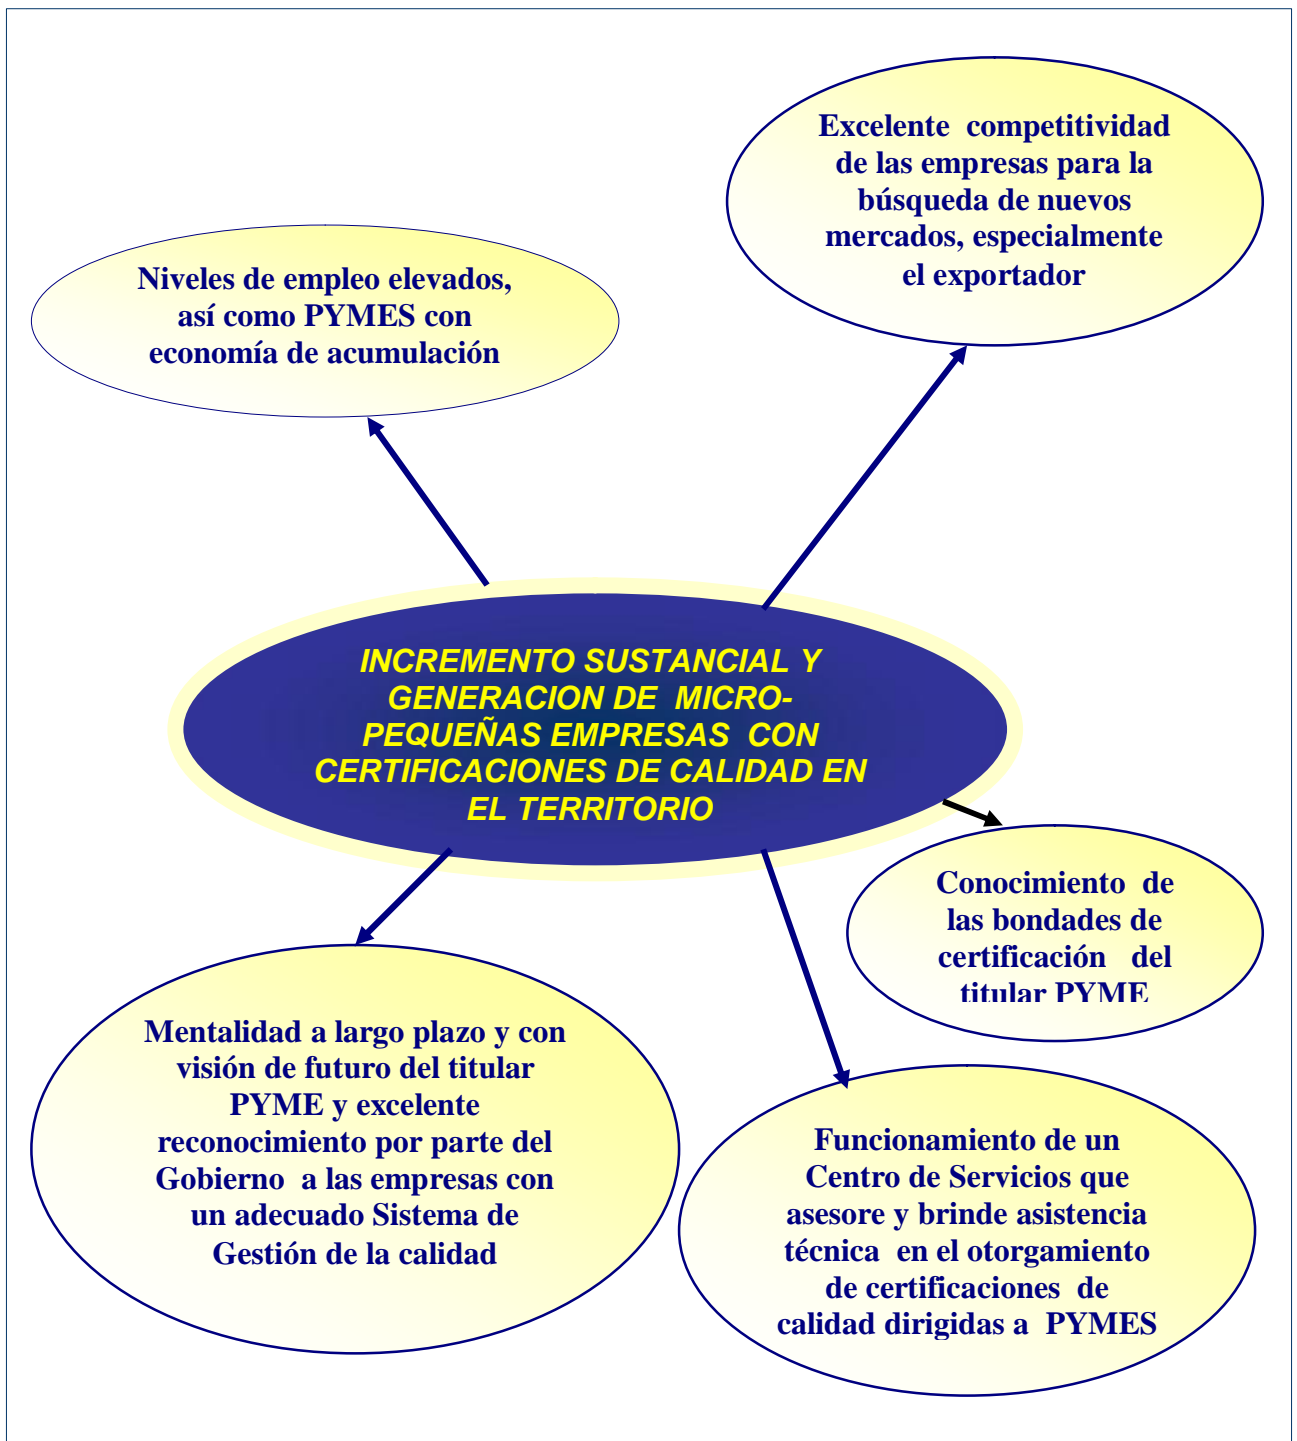 Excelente competitividad
de las empresas para la
búsqueda de nuevos
mercados, especialmente
el exportador
Niveles de empleo elevados,
así como PYMES con
economía de acumulación
INCREMENTO SUSTANCIAL Y
GENERACION DE MICRO-
PEQUEÑAS EMPRESAS CON
CERTIFICACIONES DE CALIDAD EN
EL TERRITORIO
Conocimiento de
las bondades de
certificación del
titular PYME
Mentalidad a largo plazo y con
visión de futuro del titular
PYME y excelente
reconocimiento por parte del
Gobierno a las empresas con
un adecuado Sistema de
Gestión de la calidad
Funcionamiento de un
Centro de Servicios que
asesore y brinde asistencia
técnica en el otorgamiento
de certificaciones de
calidad dirigidas a PYMES